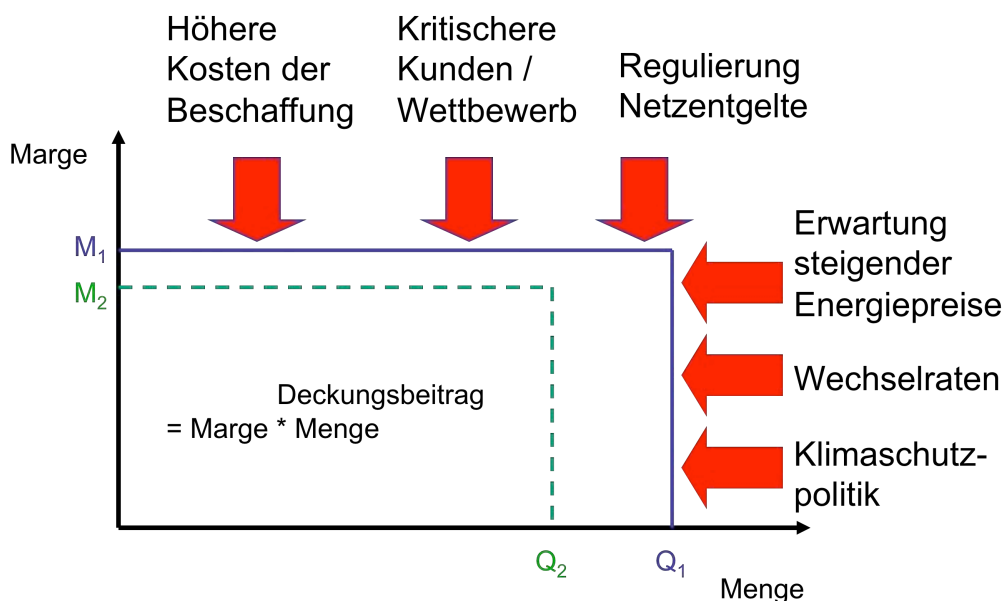 Höhere
Kosten der
Beschaffung
Kritischere
Kunden /
Wettbewerb
Regulierung
Netzentgelte
Marge
M₁
M₂
Erwartung
steigender
Energiepreise
Wechselraten
Klimaschutz-
politik
Deckungsbeitrag
= Marge * Menge
Q₂
Q₁
Menge